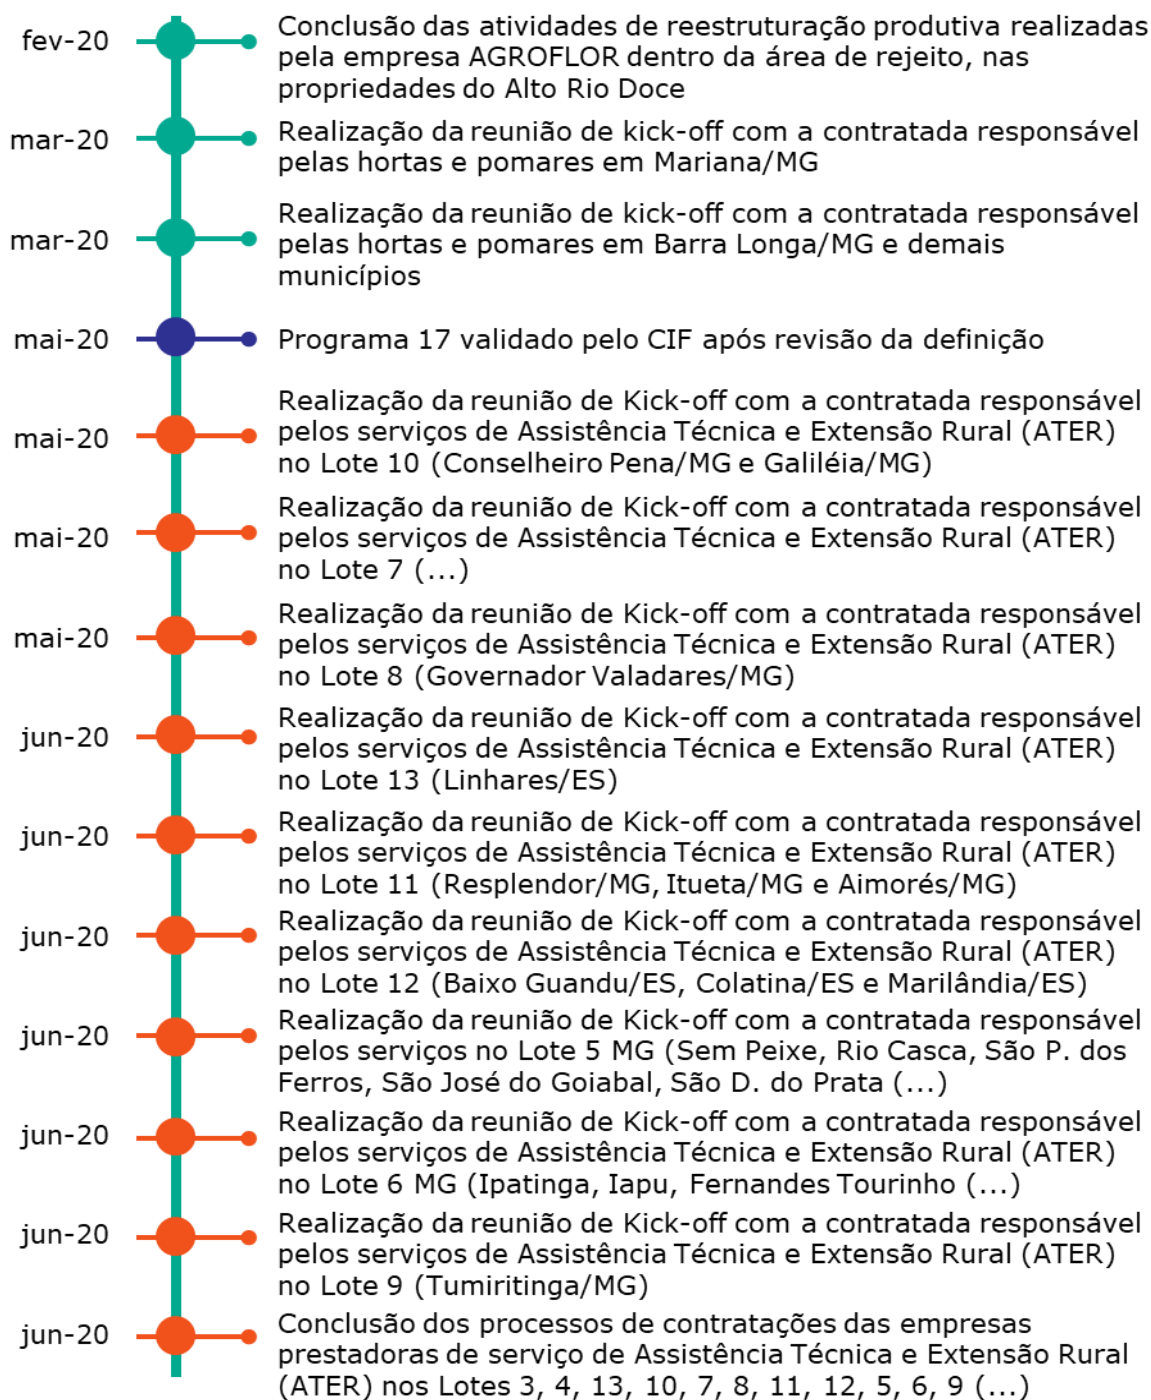 fev-20
Conclusão das atividades de reestruturação produtiva realizadas
pela empresa AGROFLOR dentro da área de rejeito, nas
propriedades do Alto Rio Doce
mar-20
Realização da reunião de kick-off com a contratada responsável
pelas hortas e pomares em Mariana/MG
mar-20
Realização da reunião de kick-off com a contratada responsável
pelas hortas e pomares em Barra Longa/MG e demais
municípios
mai-20
Programa 17 validado pelo CIF após revisão da definição
mai-20
Realização da reunião de Kick-off com a contratada responsável
pelos serviços de Assistência Técnica e Extensão Rural (ATER)
no Lote 10 (Conselheiro Pena/MG e Galiléia/MG)
mai-20
Realização da reunião de Kick-off com a contratada responsável
pelos serviços de Assistência Técnica e Extensão Rural (ATER)
no Lote 7 (...)
mai-20
Realização da reunião de Kick-off com a contratada responsável
pelos serviços de Assistência Técnica e Extensão Rural (ATER)
no Lote 8 (Governador Valadares/MG)
jun-20
Realização da reunião de Kick-off com a contratada responsável
pelos serviços de Assistência Técnica e Extensão Rural (ATER)
no Lote 13 (Linhares/ES)
jun-20
Realização da reunião de Kick-off com a contratada responsável
pelos serviços de Assistência Técnica e Extensão Rural (ATER)
no Lote 11 (Resplendor/MG, Itueta/MG e Aimorés/MG)
jun-20
Realização da reunião de Kick-off com a contratada responsável
pelos serviços de Assistência Técnica e Extensão Rural (ATER)
no Lote 12 (Baixo Guandu/ES, Colatina/ES e Marilândia/ES)
jun-20
Realização da reunião de Kick-off com a contratada responsável
pelos serviços no Lote 5 MG (Sem Peixe, Rio Casca, São P. dos
Ferros, São José do Goiabal, São D. do Prata (...)
jun-20
Realização da reunião de Kick-off com a contratada responsável
pelos serviços de Assistência Técnica e Extensão Rural (ATER)
no Lote 6 MG (Ipatinga, Iapu, Fernandes Tourinho (...)
jun-20
Realização da reunião de Kick-off com a contratada responsável
pelos serviços de Assistência Técnica e Extensão Rural (ATER)
no Lote 9 (Tumiritinga/MG)
jun-20
Conclusão dos processos de contratações das empresas
prestadoras de serviço de Assistência Técnica e Extensão Rural
(ATER) nos Lotes 3, 4, 13, 10, 7, 8, 11, 12, 5, 6, 9 (...)